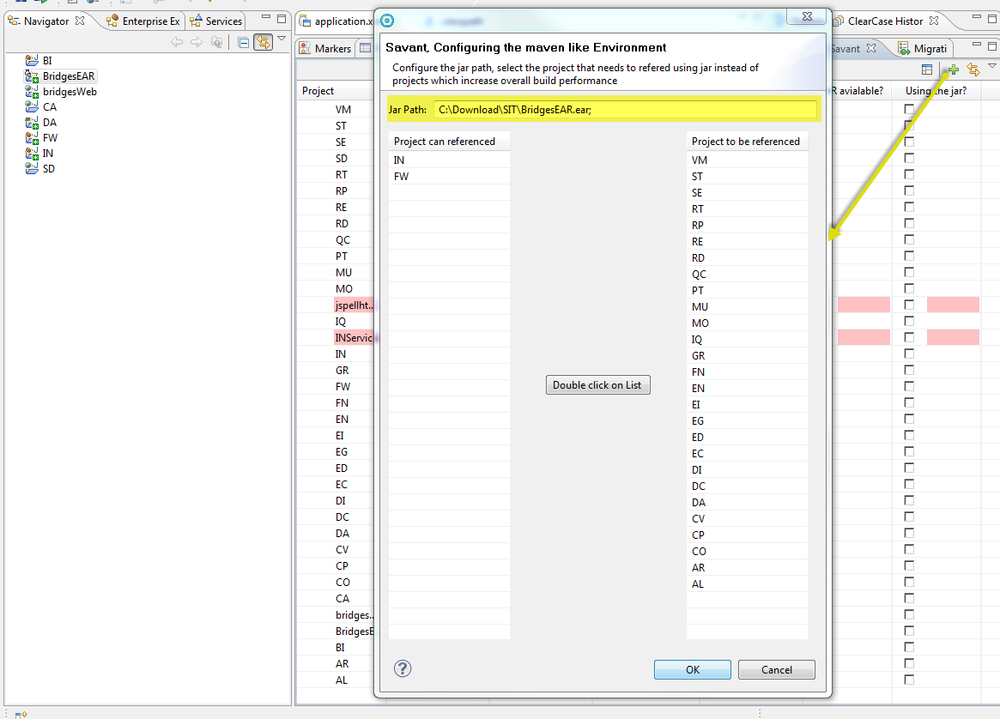 Navigator
Enterprise Ex
Services
BI
BridgesEAR
bridgesWeb
CA
DA
FW
IN
SD
application.x
ClearCase Histor
Markers
Savant
Migrati
Project
R avialable?
Using the jar?
VM
ST
SE
SD
RT
RP
RE
RD
QC
PT
MU
MO
jspellht...
IQ
INServic
IN
GR
FW
FN
EN
EI
EG
ED
EC
DI
DC
DA
CV
CP
CO
CA
bridges...
BridgesE
BI
AR
AL
Savant, Configuring the maven like Environment
Configure the jar path, select the project that needs to refered using jar instead of
projects which increase overall build performance
Jar Path: C:\Download\SIT\BridgesEAR.ear;
Project can referenced
IN
FW
Double click on List
Project to be referenced
VM
ST
SE
RT
RP
RE
RD
QC
PT
MU
MO
IQ
GR
FN
EN
EI
EG
ED
EC
DI
DC
DA
CV
CP
CO
AR
AL
?
OK
Cancel